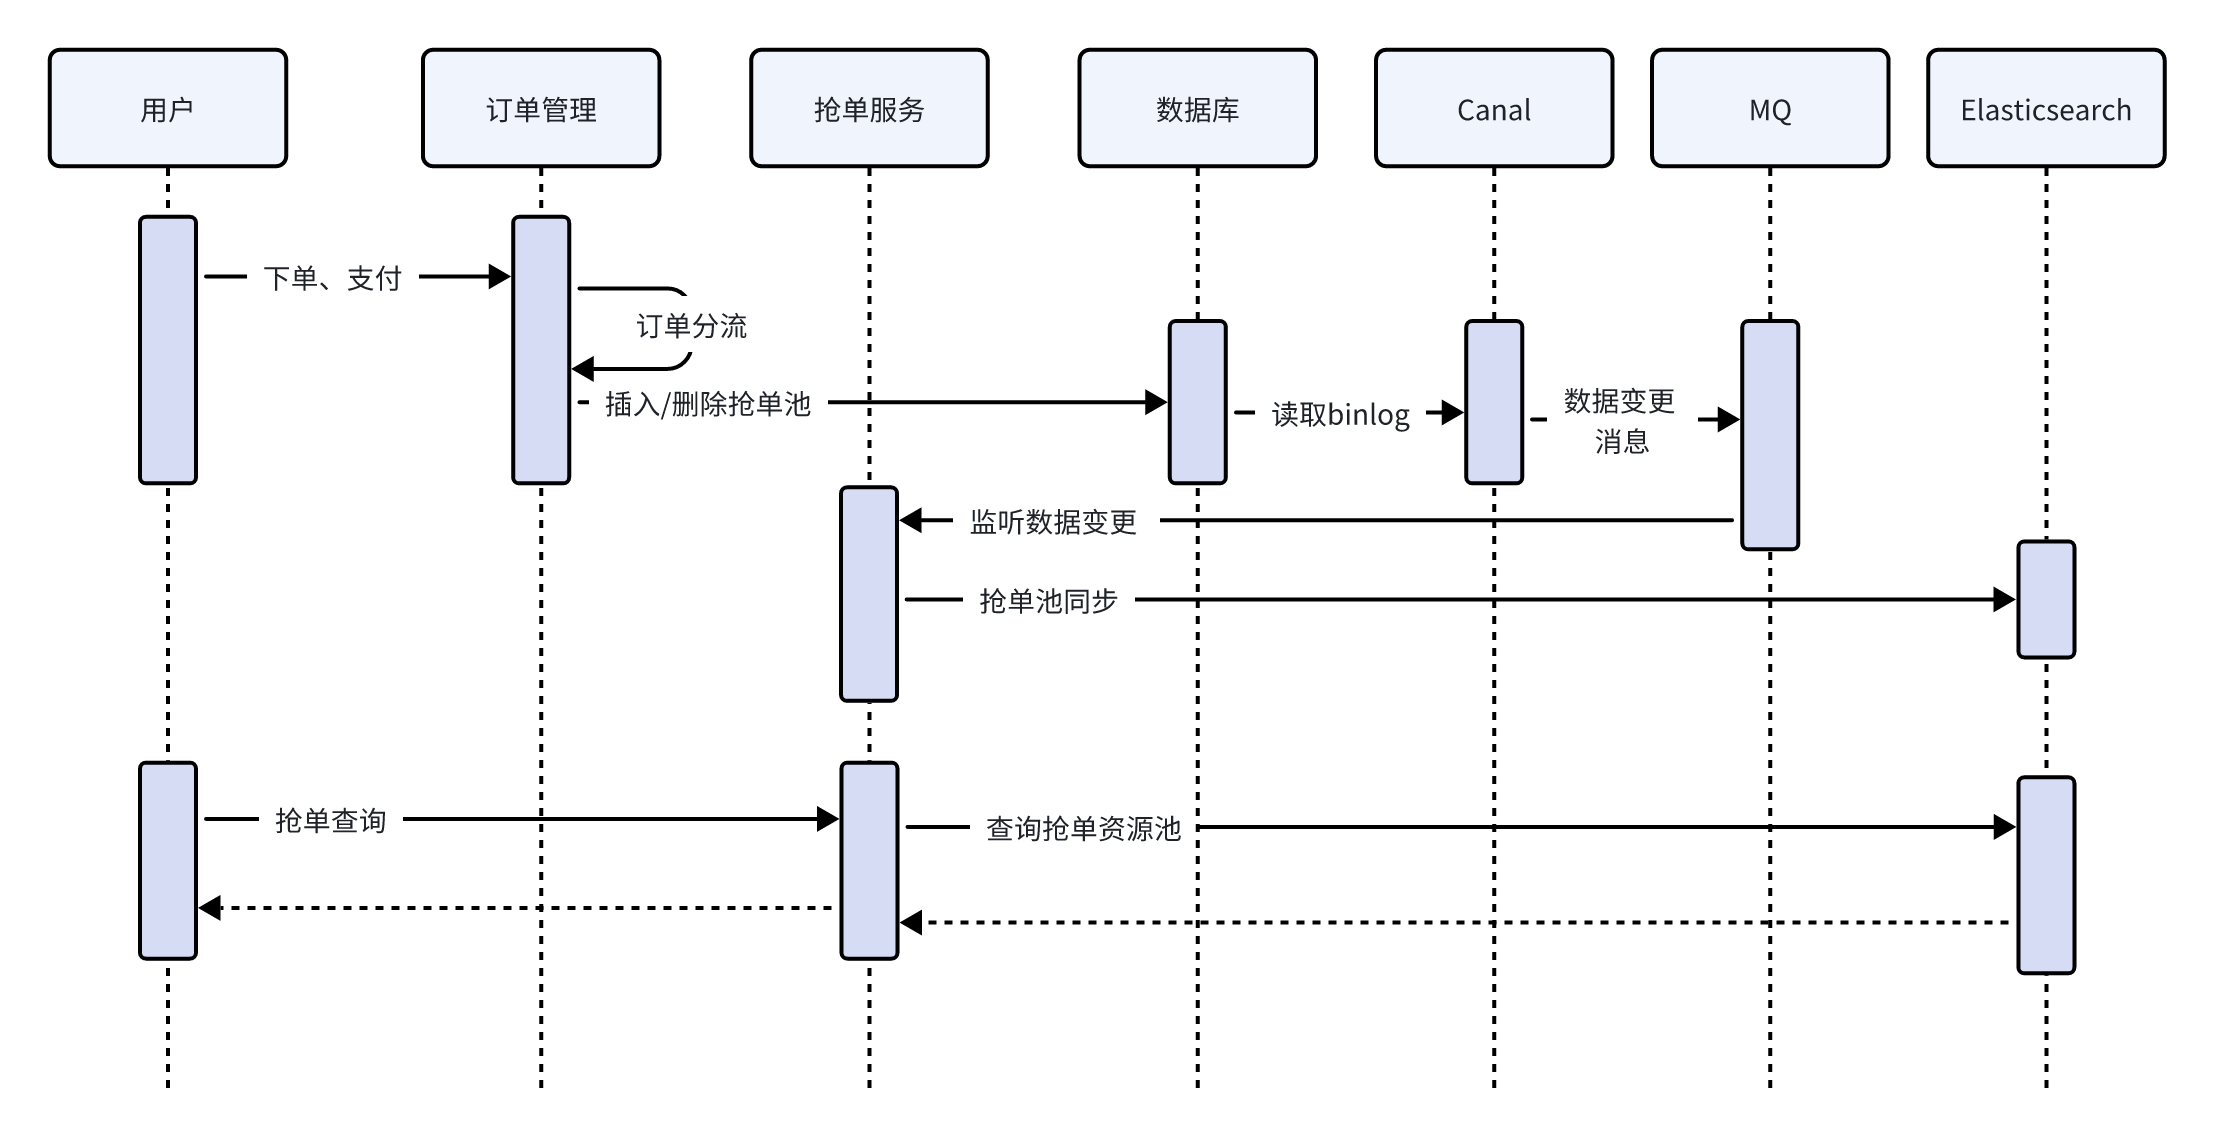 用户
订单管理
抢单服务
数据库
Canal
MQ
Elasticsearch
下单、支付
订单分流
插入/删除抢单池
读取binlog
数据变更
消息
监听数据变更
抢单池同步
抢单查询
查询抢单资源池